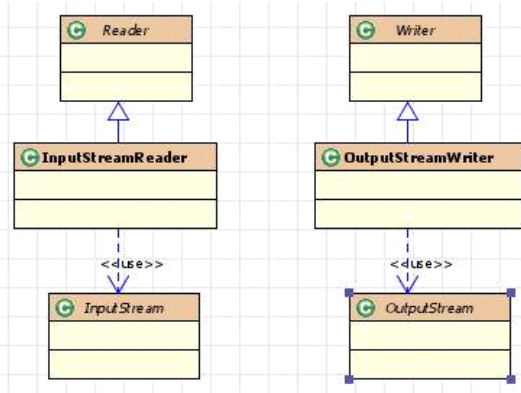 C Reader
C Writer
C InputStreamReader
C OutputStreamWriter
<<use>>
<<use>>
C InputStream
C OutputStream